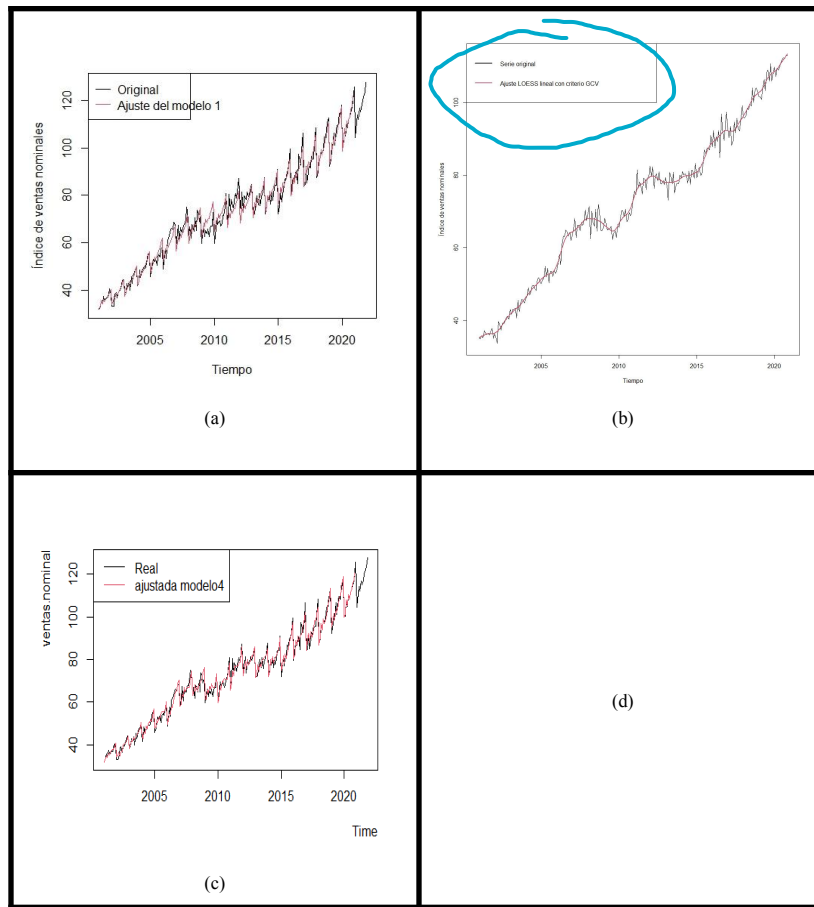 Original
Ajuste del modelo 1
Índice de ventas nominales
120
100
80
60
40
2005 2010 2015 2020
Tiempo
(a)
Serie original
Ajuste LOESS lineal con criterio GCV
Índice de ventas nominales
100
80
60
40
2005 2010 2015 2020
Tiempo
(b)
Real
ajustada modelo4
ventas.nominal
120
100
80
60
40
2005 2010 2015 2020
Time
(c)
(d)